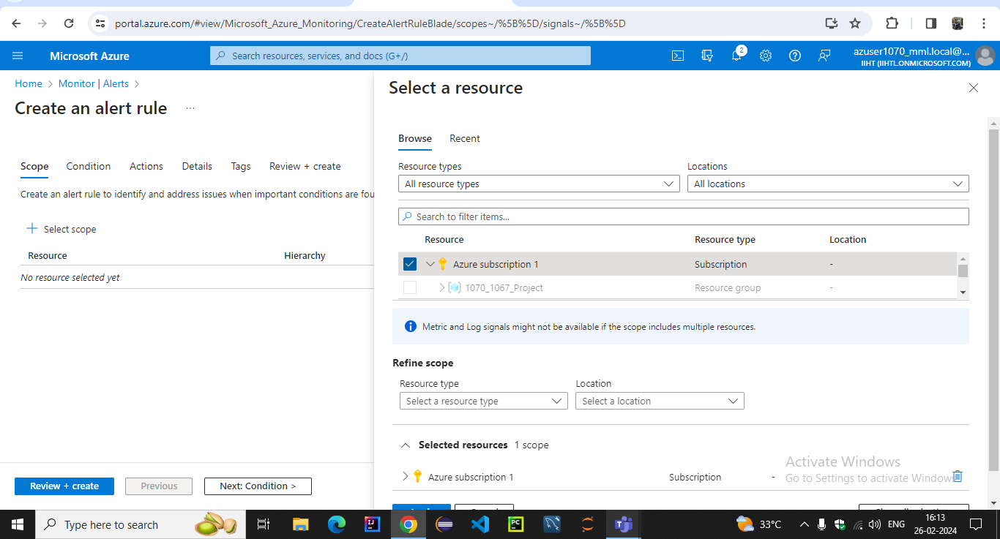 portal.azure.com/#view/Microsoft_Azure_Monitoring/CreateAlertRuleBlade/scopes~/%5B%5D/signals~/%5B%5D
Microsoft Azure
Search resources, services, and docs (G+/)
2
azuser1070_mml.local@...
IIHT (IIHTL.ONMICROSOFT.COM)
Home > Monitor | Alerts >
Create an alert rule ...
Scope Condition Actions Details Tags Review + create
Create an alert rule to identify and address issues when important conditions are fou
+ Select scope
Resource Hierarchy
No resource selected yet
Review + create Previous Next: Condition >
Select a resource
Browse Recent
Resource types Locations
All resource types All locations
Search to filter items...
Resource Resource type Location
Azure subscription 1 Subscription -
1070_1067_Project Resource group -
Metric and Log signals might not be available if the scope includes multiple resources.
Refine scope
Resource type Location
Select a resource type Select a location
Selected resources 1 scope
Azure subscription 1 Subscription -
Activate Windows
Go to Settings to activate Windows
Type here to search
33°C
ENG
16:13
26-02-2024